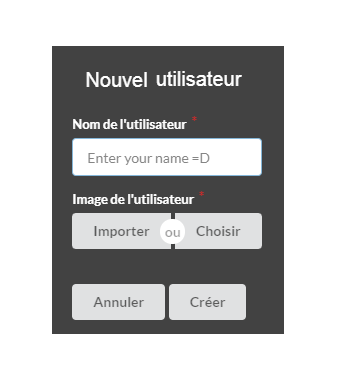 Nouvel utilisateur
Nom de l'utilisateur *
Enter your name =D
Image de l'utilisateur *
Importer ou Choisir
Annuler Créer